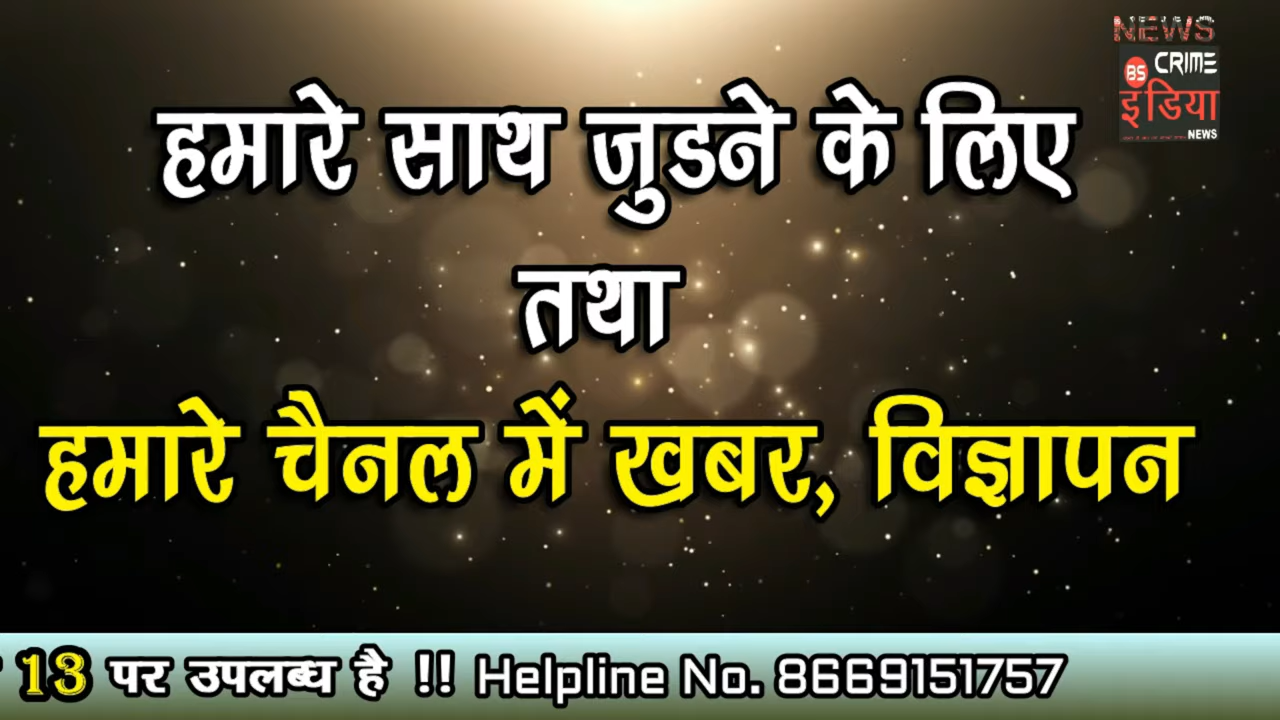 NEWS
BS CRIME
इंडिया
NEWS
हमारे साथ जुडने के लिए
तथा
हमारे चैनल में खबर, विज्ञापन
13 पर उपलब्ध है !! Helpline No. 8669151757